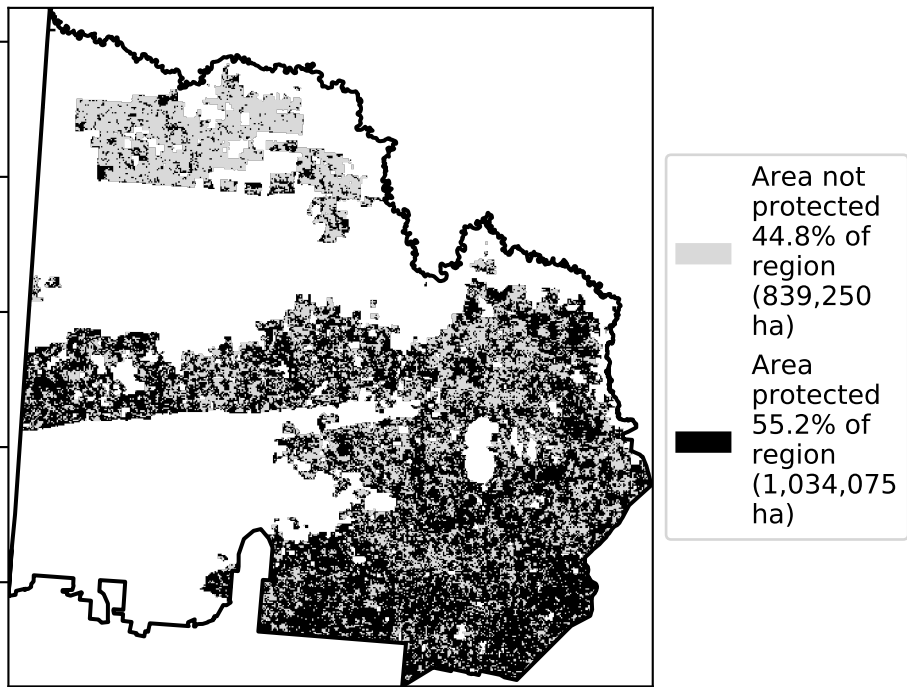 Area not
protected
44.8% of
region
(839,250
ha)
Area
protected
55.2% of
region
(1,034,075
ha)